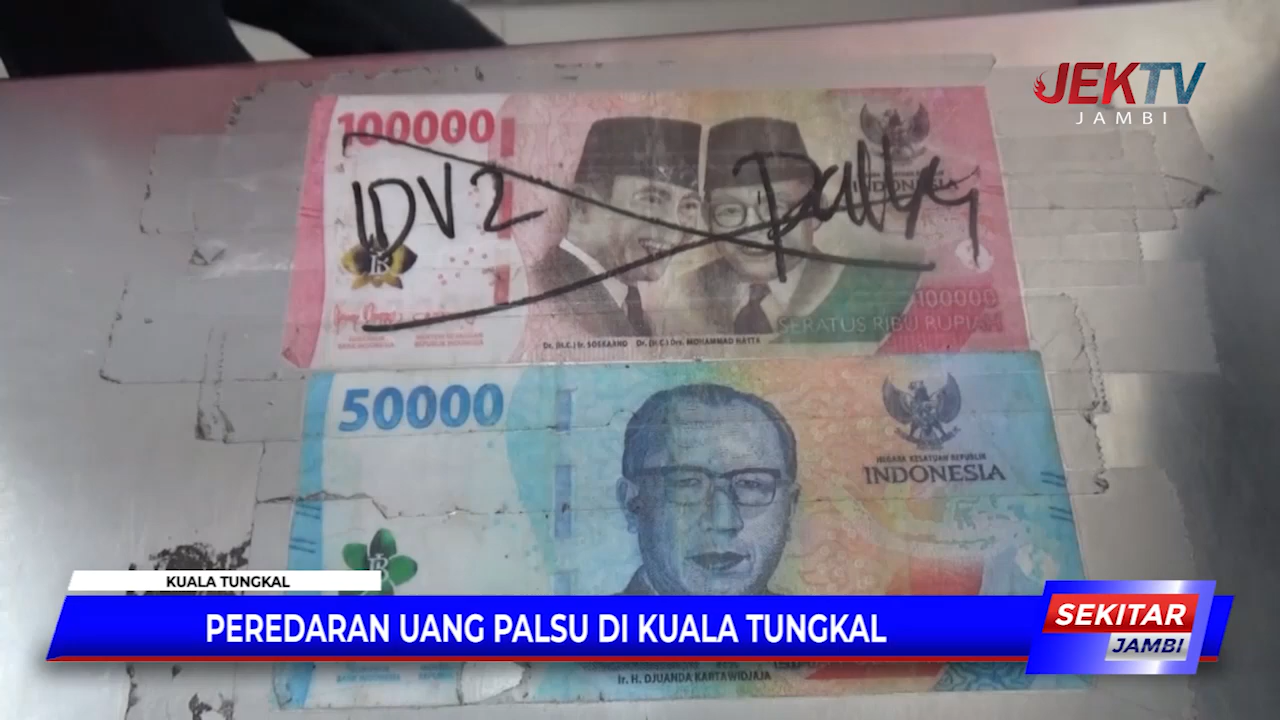 JEKTV
JAMBI
100000
INDONESIA
IDV2
100000
SERATUS RIBU RUPIAH
Dr. (H.C.) Ir. SOEKARNO Dr. (H.C.) Drs. MOHAMMAD HATTA
50000
NEGARA KESATUAN REPUBLIK
INDONESIA
KUALA TUNGKAL
PEREDARAN UANG PALSU DI KUALA TUNGKAL
SEKITAR
JAMBI
Ir. H. DJUANDA KARTAWIDJAJA